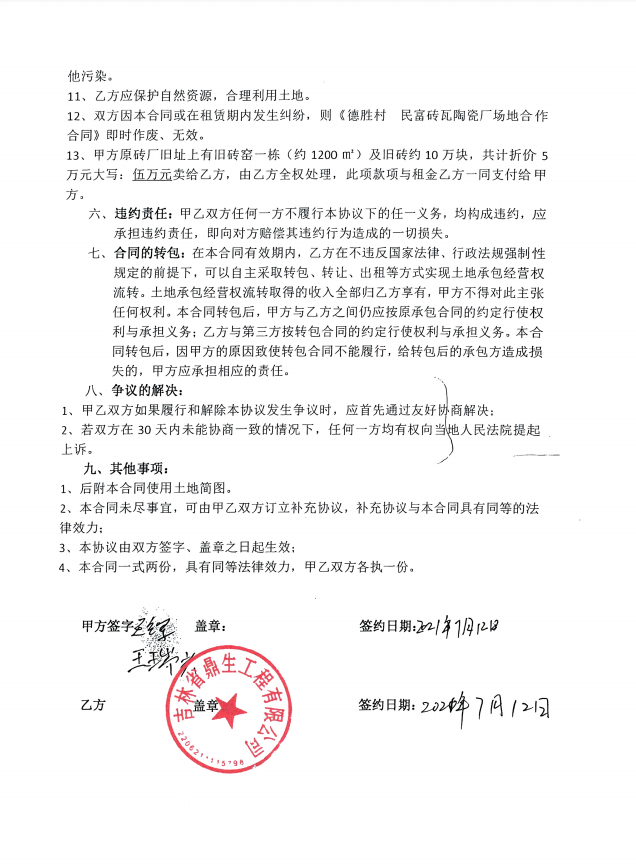 他污染。
11、乙方应保护自然资源，合理利用土地。
12、双方因本合同或在租赁期内发生纠纷，则《德胜村　民富砖瓦陶瓷厂场地合作
合同》即时作废、无效。
13、甲方原砖厂旧址上有旧砖窑一栋（约 1200 ㎡）及旧砖约 10 万块，共计折价 5
万元大写：伍万元卖给乙方，由乙方全权处理，此项款项与租金乙方一同支付给甲
方。
六、违约责任：甲乙双方任何一方不履行本协议下的任一义务，均构成违约，应
承担违约责任，即向对方赔偿其违约行为造成的一切损失。
七、合同的转包：在本合同有效期内，乙方在不违反国家法律、行政法规强制性
规定的前提下，可以自主采取转包、转让、出租等方式实现土地承包经营权
流转。土地承包经营权流转取得的收入全部归乙方享有，甲方不得对此主张
任何权利。本合同转包后，甲方与乙方之间仍应按原承包合同的约定行使权
利与承担义务；乙方与第三方按转包合同的约定行使权利与承担义务。本合
同转包后，因甲方的原因致使转包合同不能履行，给转包后的承包方造成损
失的，甲方应承担相应的责任。
八、争议的解决：
1、甲乙双方如果履行和解除本协议发生争议时，应首先通过友好协商解决；
2、若双方在 30 天内未能协商一致的情况下，任何一方均有权向当地人民法院提起
上诉。
九、其他事项：
1、后附本合同使用土地简图。
2、本合同未尽事宜，可由甲乙双方订立补充协议，补充协议与本合同具有同等的法
律效力；
3、本协议由双方签字、盖章之日起生效；
4、本合同一式两份，具有同等法律效力，甲乙双方各执一份。
甲方签字 盖章： 签约日期：2021年7月12日
乙方 盖章 签约日期：2021年7月12日
吉林省鼎生工程有限公司